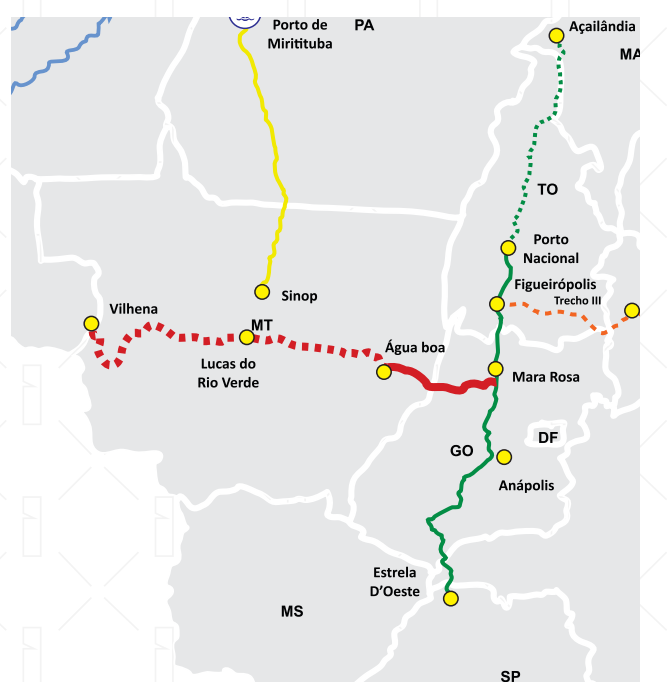 Porto de
Miritituba
PA
Açailândia
MA
TO
Porto
Nacional
Figueirópolis
Trecho III
Sinop
Vilhena
MT
Lucas do
Rio Verde
Água boa
Mara Rosa
GO
DF
Anápolis
Estrela
D'Oeste
MS
SP